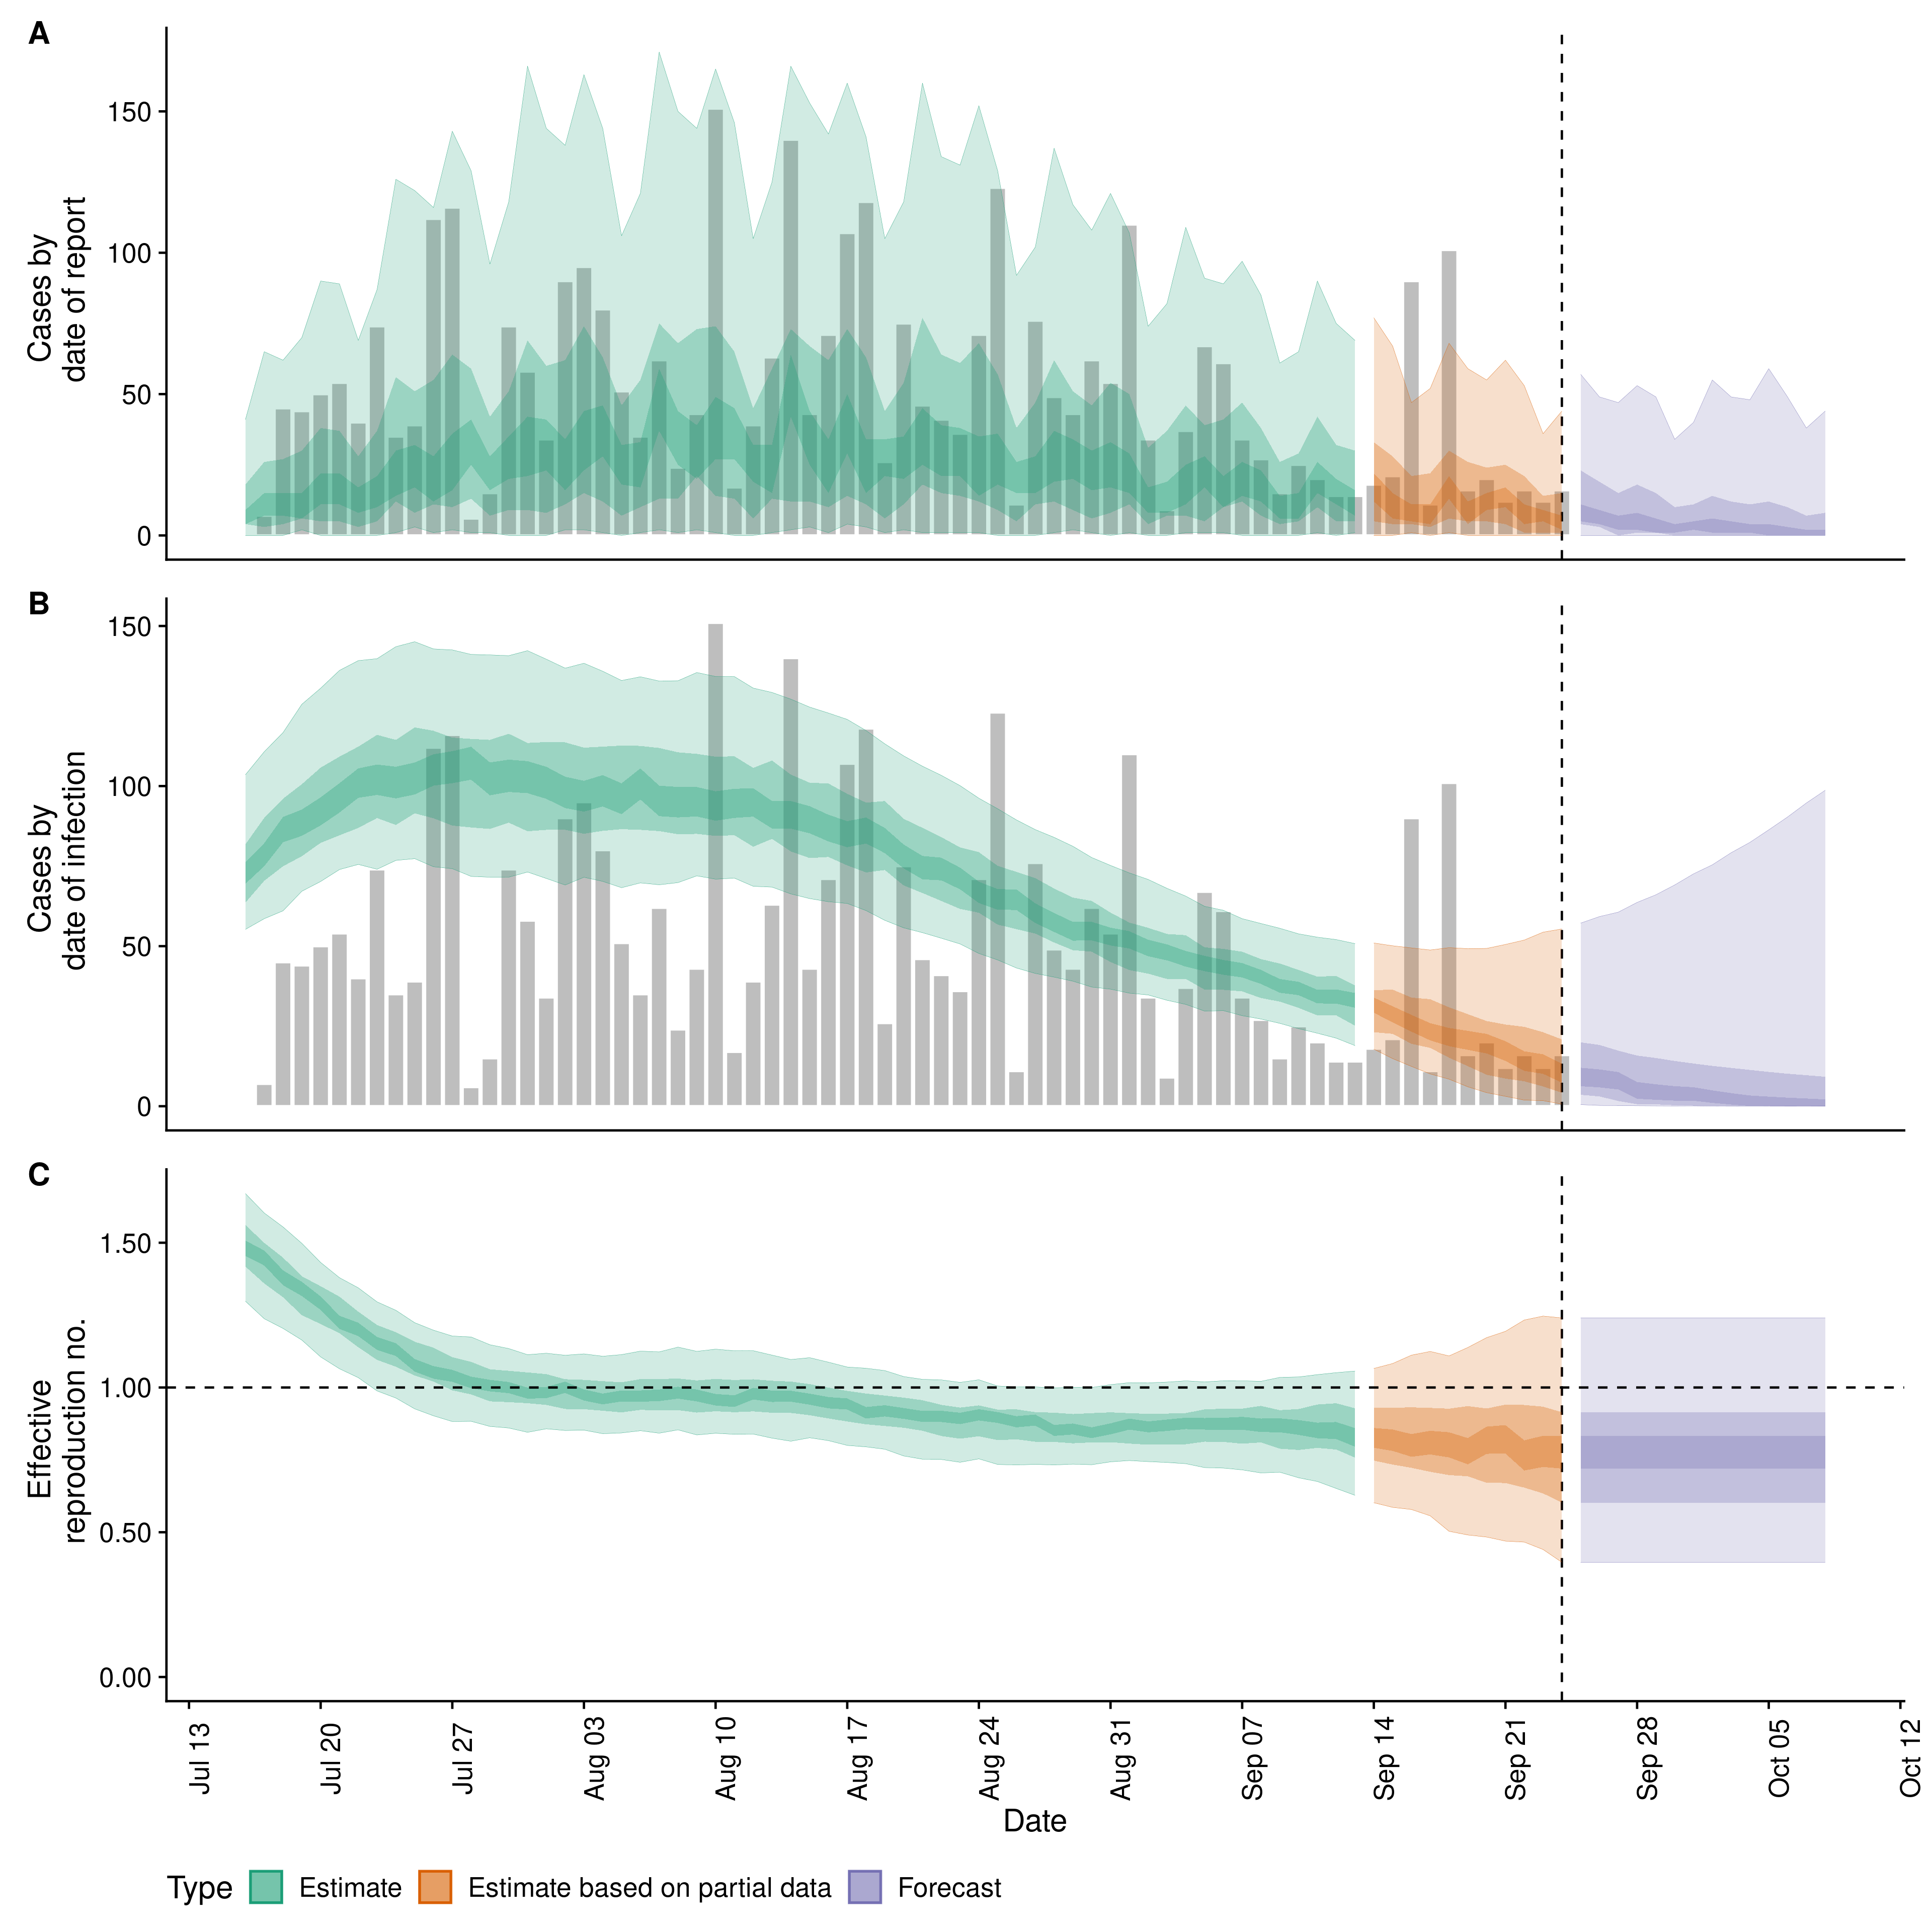 A
Cases by
date of report
150
100
50
0
B
Cases by
date of infection
150
100
50
0
C
Effective
reproduction no.
1.50
1.00
0.50
0.00
Jul 13
Jul 20
Jul 27
Aug 03
Aug 10
Aug 17
Aug 24
Aug 31
Sep 07
Sep 14
Sep 21
Sep 28
Oct 05
Oct 12
Date
Type
Estimate
Estimate based on partial data
Forecast